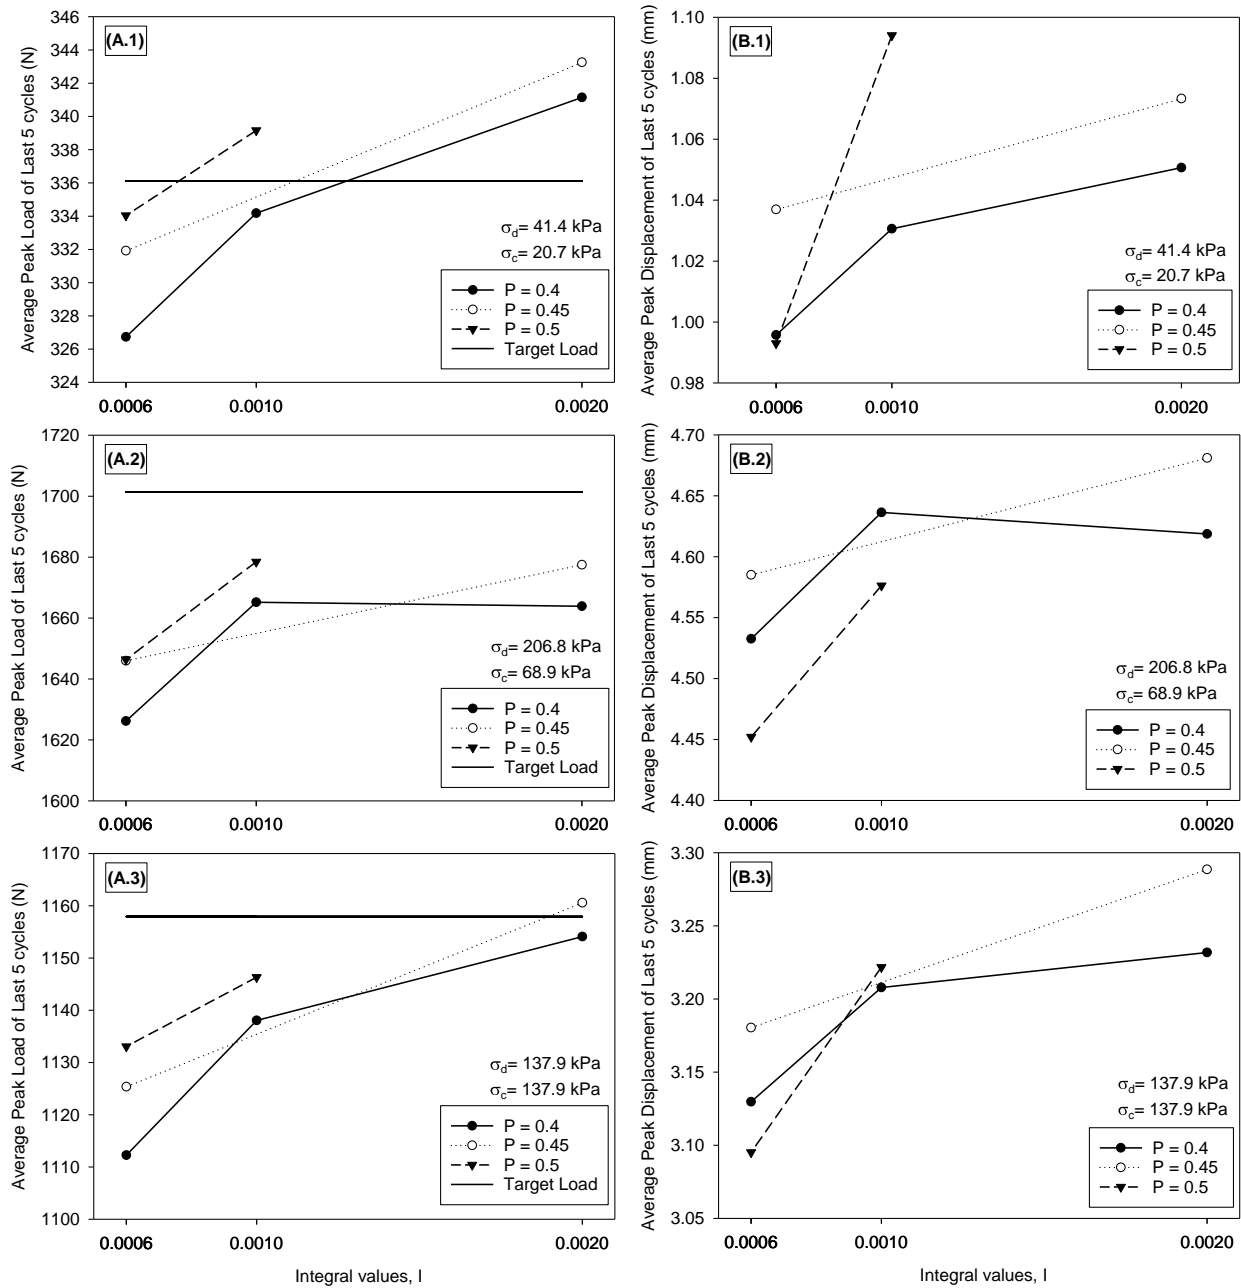 (A.1)
Average Peak Load of Last 5 cycles (N)
346
344
342
340
338
336
334
332
330
328
326
324
σd= 41.4 kPa
σc= 20.7 kPa
P = 0.4
P = 0.45
P = 0.5
Target Load
0.0006
0.0010
0.0020
(B.1)
Average Peak Displacement of Last 5 cycles (mm)
1.10
1.08
1.06
1.04
1.02
1.00
0.98
σd= 41.4 kPa
σc= 20.7 kPa
P = 0.4
P = 0.45
P = 0.5
0.0006
0.0010
0.0020
(A.2)
Average Peak Load of Last 5 cycles (N)
1720
1700
1680
1660
1640
1620
1600
σd= 206.8 kPa
σc= 68.9 kPa
P = 0.4
P = 0.45
P = 0.5
Target Load
0.0006
0.0010
0.0020
(B.2)
Average Peak Displacement of Last 5 cycles (mm)
4.70
4.65
4.60
4.55
4.50
4.45
4.40
σd= 206.8 kPa
σc= 68.9 kPa
P = 0.4
P = 0.45
P = 0.5
0.0006
0.0010
0.0020
(A.3)
Average Peak Load of Last 5 cycles (N)
1170
1160
1150
1140
1130
1120
1110
1100
σd= 137.9 kPa
σc= 137.9 kPa
P = 0.4
P = 0.45
P = 0.5
Target Load
0.0006
0.0010
0.0020
Integral values, I
(B.3)
Average Peak Displacement of Last 5 cycles (mm)
3.30
3.25
3.20
3.15
3.10
3.05
σd= 137.9 kPa
σc= 137.9 kPa
P = 0.4
P = 0.45
P = 0.5
0.0006
0.0010
0.0020
Integral values, I